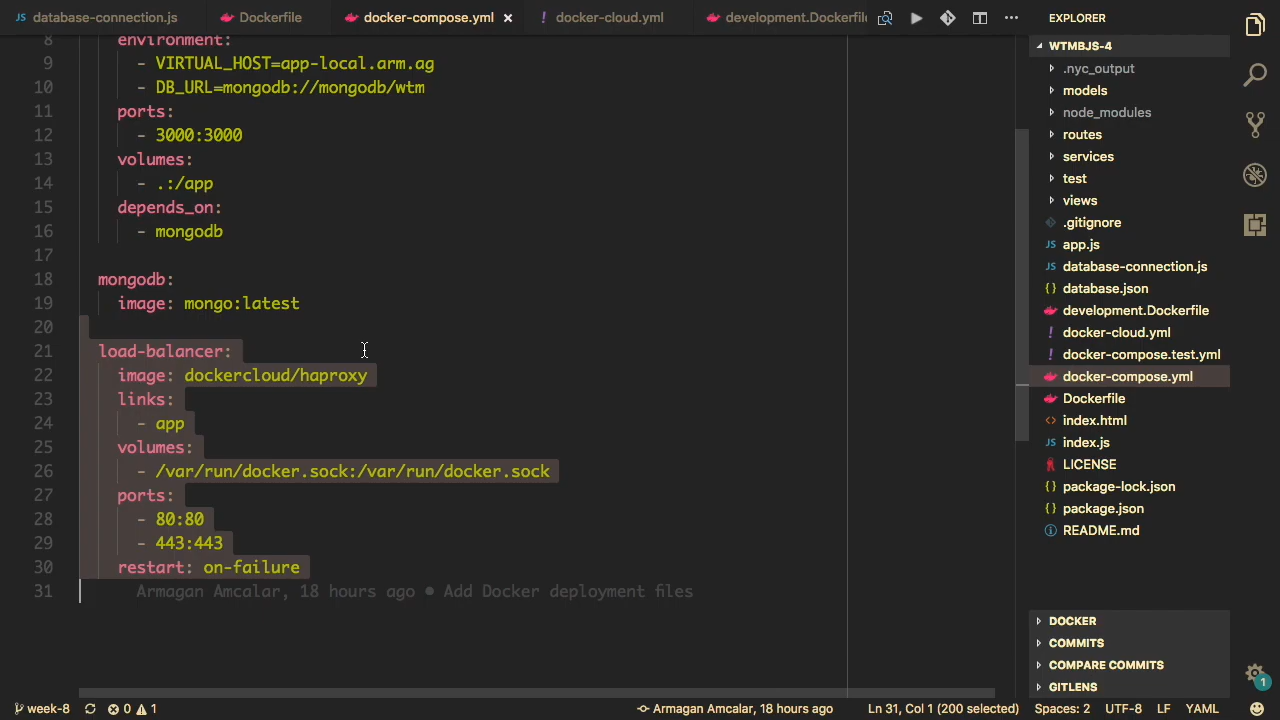 database-connection.js Dockerfile docker-compose.yml × docker-cloud.yml development.Dockerfil
8 environment:
9 - VIRTUAL_HOST=app-local.arm.ag
10 - DB_URL=mongodb://mongodb/wtm
11 ports:
12 - 3000:3000
13 volumes:
14 - .:/app
15 depends_on:
16 - mongodb
17
18 mongodb:
19 image: mongo:latest
20
21 load-balancer:
22 image: dockercloud/haproxy
23 links:
24 - app
25 volumes:
26 - /var/run/docker.sock:/var/run/docker.sock
27 ports:
28 - 80:80
29 - 443:443
30 restart: on-failure
31 Armagan Amcalar, 18 hours ago • Add Docker deployment files
EXPLORER
WTMBJS-4
.nyc_output
models
node_modules
routes
services
test
views
.gitignore
JS app.js
JS database-connection.js
{} database.json
development.Dockerfile
! docker-cloud.yml
! docker-compose.test.yml
docker-compose.yml
Dockerfile
<> index.html
JS index.js
LICENSE
{} package-lock.json
{} package.json
README.md
DOCKER
COMMITS
COMPARE COMMITS
GITLENS
1
week-8 0 1 Armagan Amcalar, 18 hours ago Ln 31, Col 1 (200 selected) Spaces: 2 UTF-8 LF YAML